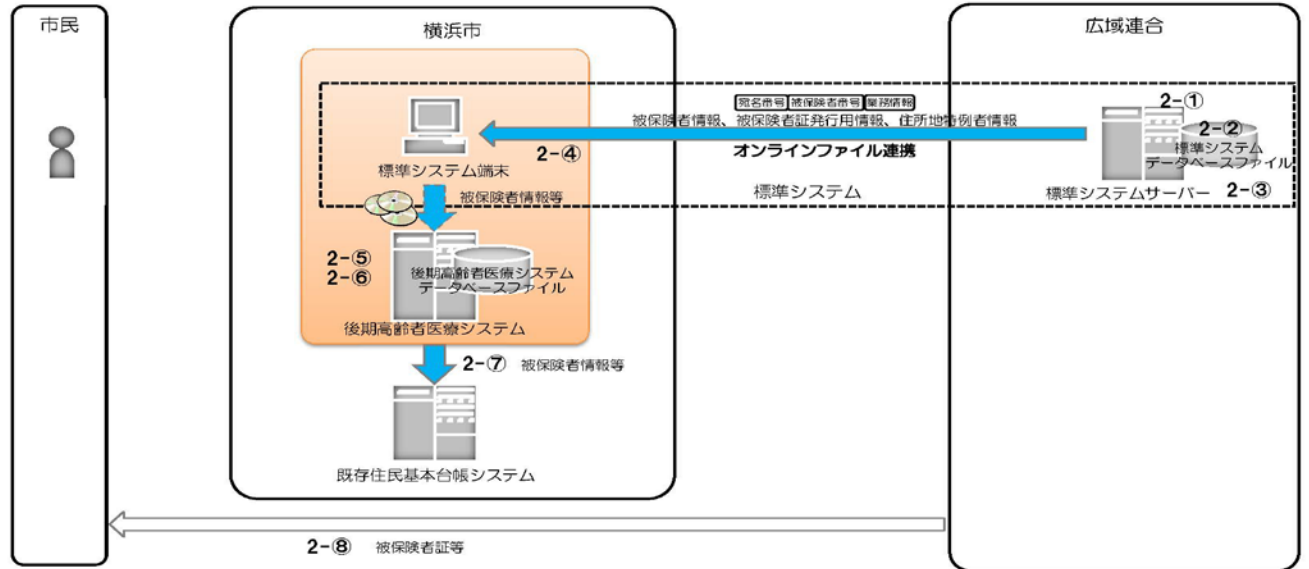 市民
横浜市
広域連合
宛名番号 被保険者番号 業務情報
被保険者情報、被保険者証発行用情報、住所地特例者情報
オンラインファイル連携
2-①
2-②
標準システム
データベースファイル
標準システムサーバー
2-③
2-④
標準システム端末
標準システム
被保険者情報等
2-⑤
2-⑥
後期高齢者医療システム
データベースファイル
後期高齢者医療システム
2-⑦ 被保険者情報等
既存住民基本台帳システム
2-⑧ 被保険者証等